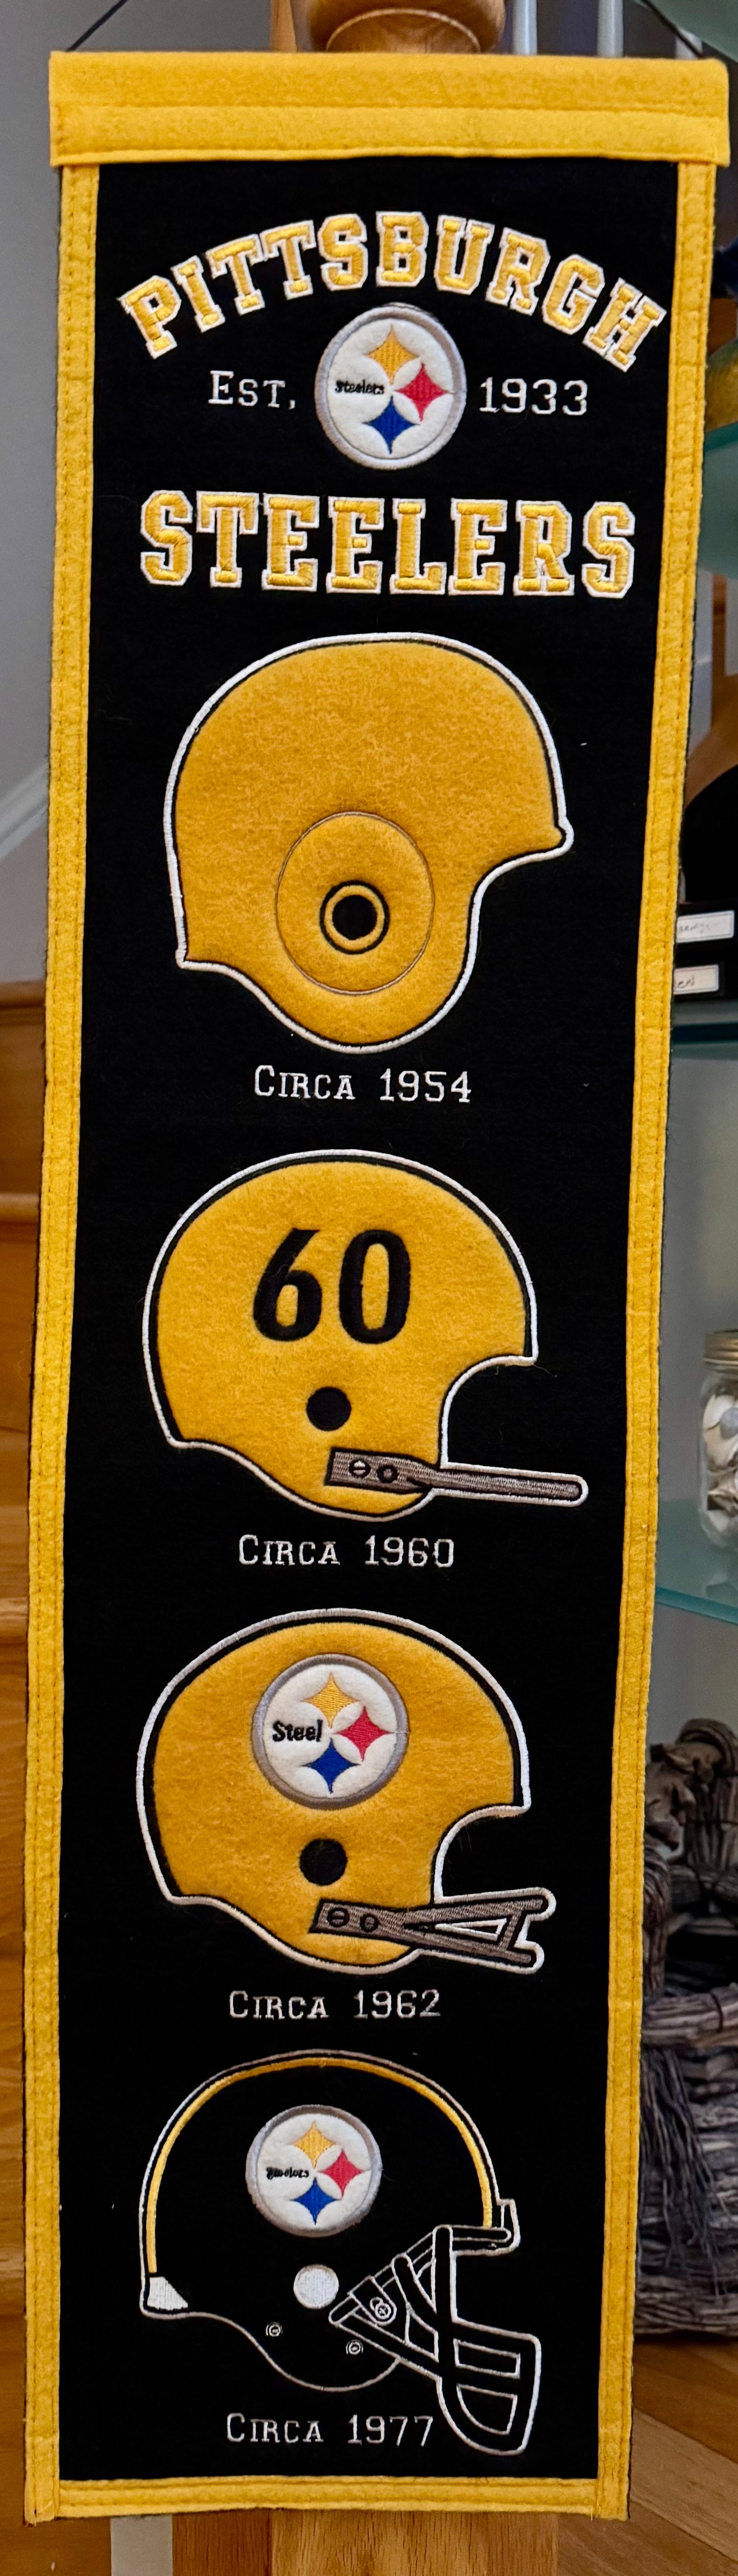 PITTSBURGH
EST. 1933
Steelers
STEELERS
CIRCA 1954
60
CIRCA 1960
Steel
CIRCA 1962
Steelers
CIRCA 1977